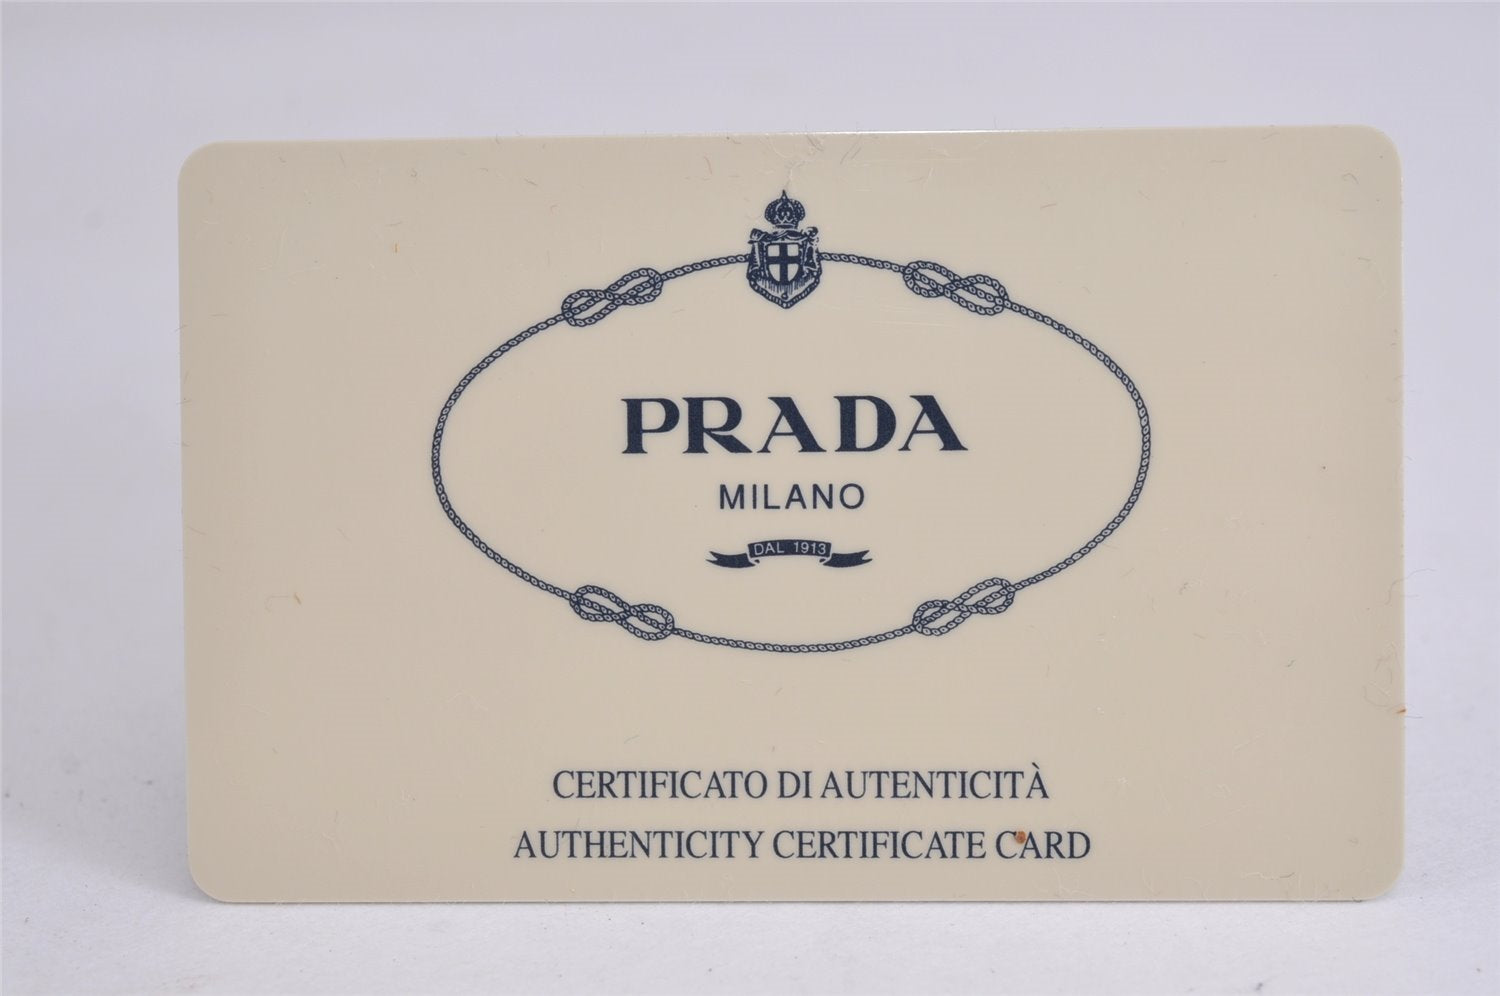 PRADA
MILANO
DAL 1913
CERTIFICATO DI AUTENTICITÀ
AUTHENTICITY CERTIFICATE CARD